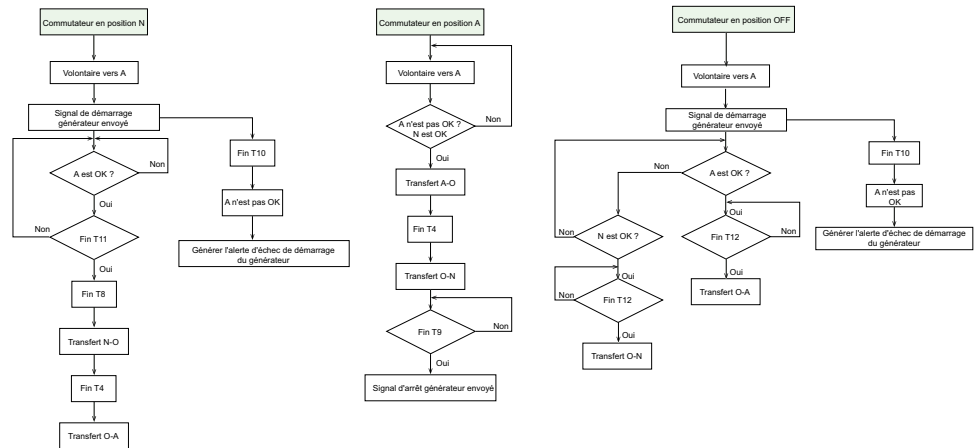 Commutateur en position N
Volontaire vers A
Signal de démarrage
générateur envoyé
Fin T10
Non
A est OK ?
A n'est pas OK
Oui
Non
Fin T11
Générer l'alerte d'échec de démarrage
du générateur
Oui
Fin T8
Transfert N-O
Fin T4
Transfert O-A
Commutateur en position A
Volontaire vers A
A n'est pas OK ?
N est OK
Non
Oui
Transfert A-O
Fin T4
Transfert O-N
Fin T9
Non
Oui
Signal d'arrêt générateur envoyé
Commutateur en position OFF
Volontaire vers A
Signal de démarrage
générateur envoyé
Non
Fin T10
A est OK ?
Non
A n'est pas
OK
Oui
N est OK ?
Non
Fin T12
Non
Générer l'alerte d'échec de démarrage
du générateur
Oui
Oui
Non
Fin T12
Transfert O-A
Oui
Transfert O-N